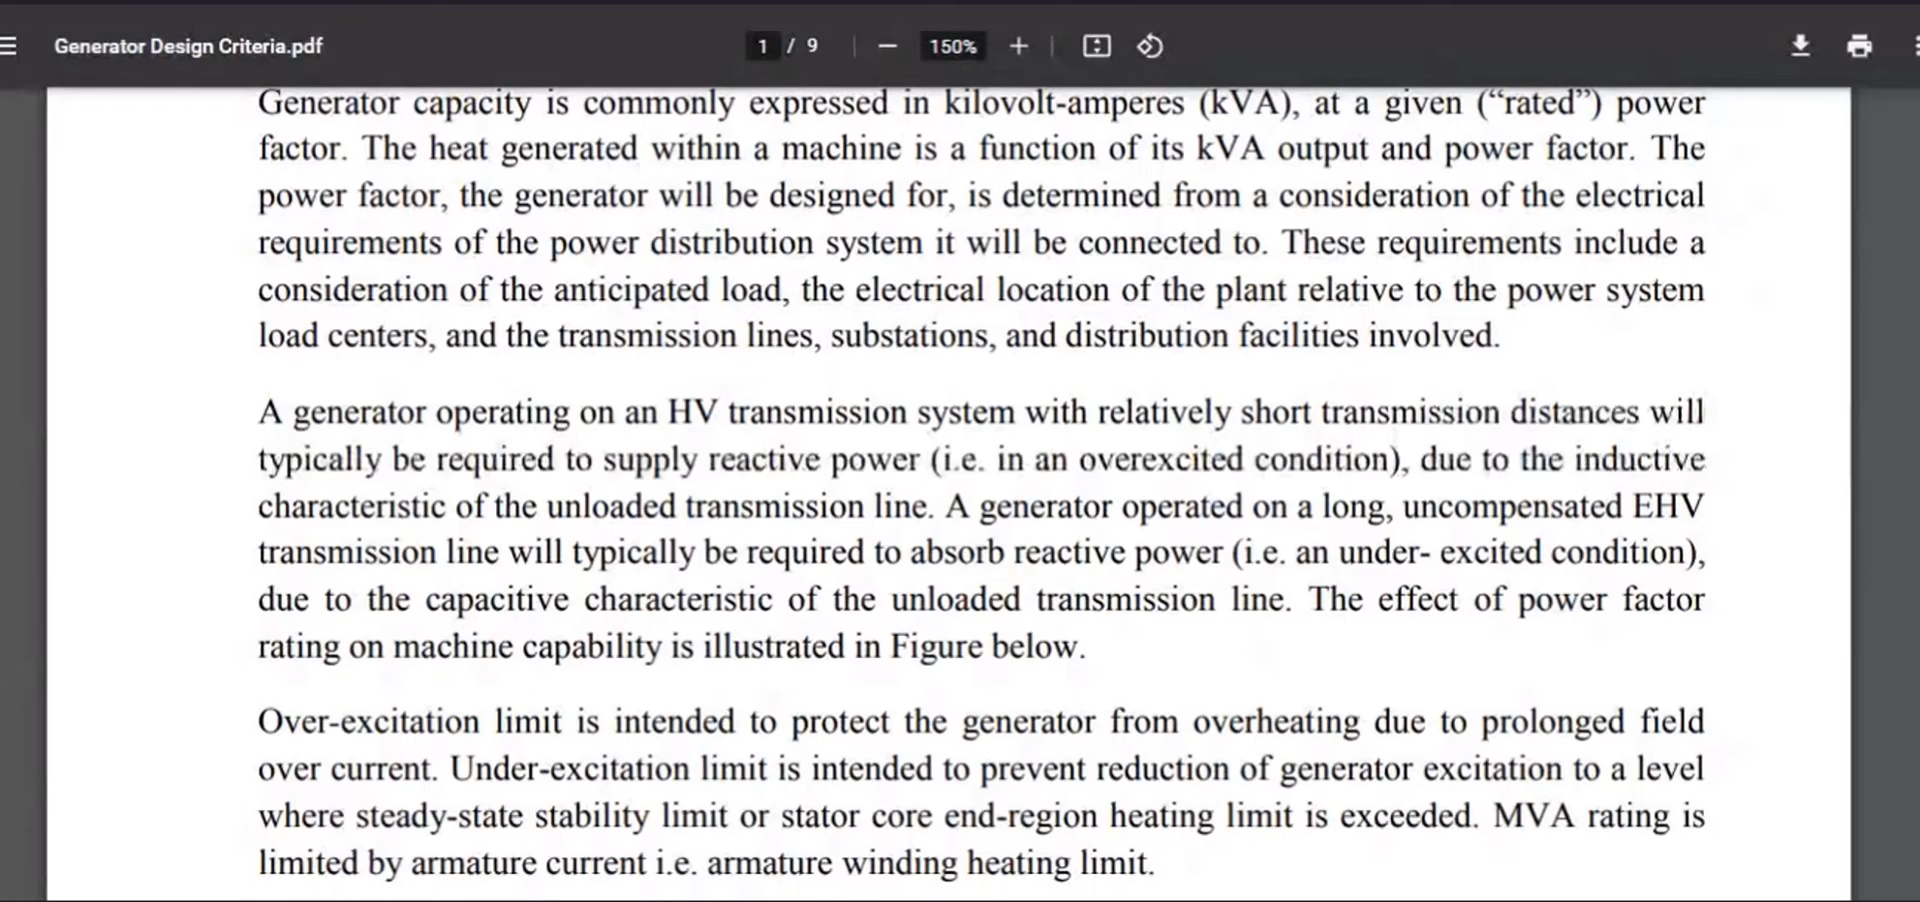 Generator Design Criteria.pdf
1 / 9
150%
Generator capacity is commonly expressed in kilovolt-amperes (kVA), at a given (“rated”) power
factor. The heat generated within a machine is a function of its kVA output and power factor. The
power factor, the generator will be designed for, is determined from a consideration of the electrical
requirements of the power distribution system it will be connected to. These requirements include a
consideration of the anticipated load, the electrical location of the plant relative to the power system
load centers, and the transmission lines, substations, and distribution facilities involved.
A generator operating on an HV transmission system with relatively short transmission distances will
typically be required to supply reactive power (i.e. in an overexcited condition), due to the inductive
characteristic of the unloaded transmission line. A generator operated on a long, uncompensated EHV
transmission line will typically be required to absorb reactive power (i.e. an under- excited condition),
due to the capacitive characteristic of the unloaded transmission line. The effect of power factor
rating on machine capability is illustrated in Figure below.
Over-excitation limit is intended to protect the generator from overheating due to prolonged field
over current. Under-excitation limit is intended to prevent reduction of generator excitation to a level
where steady-state stability limit or stator core end-region heating limit is exceeded. MVA rating is
limited by armature current i.e. armature winding heating limit.